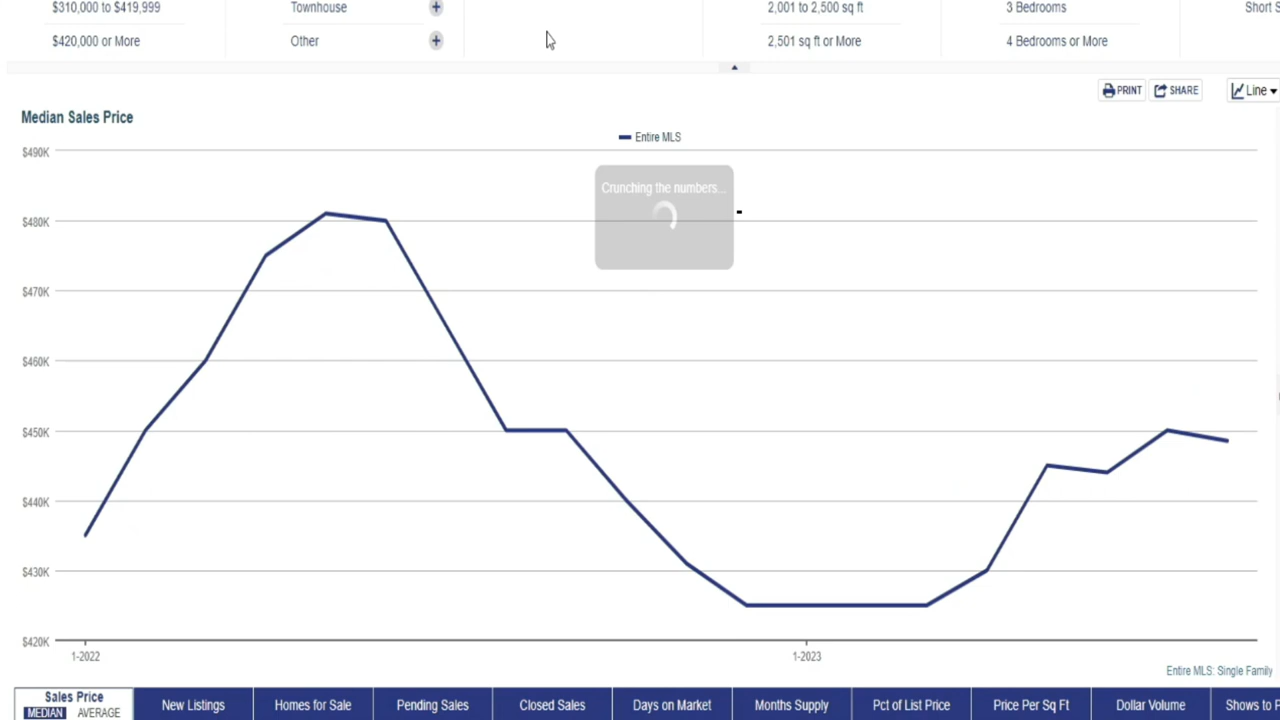 $310,000 to $419,999 Townhouse + 2,001 to 2,500 sq ft 3 Bedrooms Short S
$420,000 or More Other + 2,501 sq ft or More 4 Bedrooms or More
PRINT SHARE Line
Median Sales Price
Entire MLS
$490K
Crunching the numbers...
$480K
$470K
$460K
$450K
$440K
$430K
$420K
1-2022 1-2023
Entire MLS: Single Family
Sales Price
MEDIAN AVERAGE
New Listings
Homes for Sale
Pending Sales
Closed Sales
Days on Market
Months Supply
Pct of List Price
Price Per Sq Ft
Dollar Volume
Shows to P